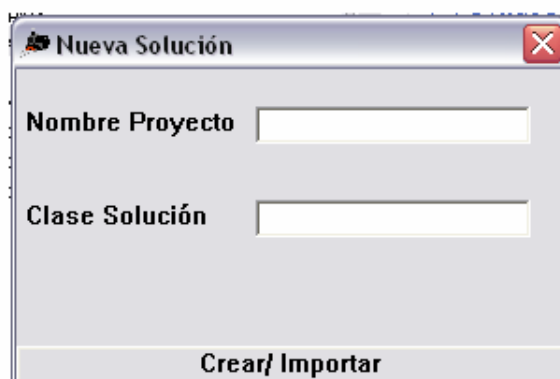 Nueva Solución
Nombre Proyecto
Clase Solución
Crear/ Importar